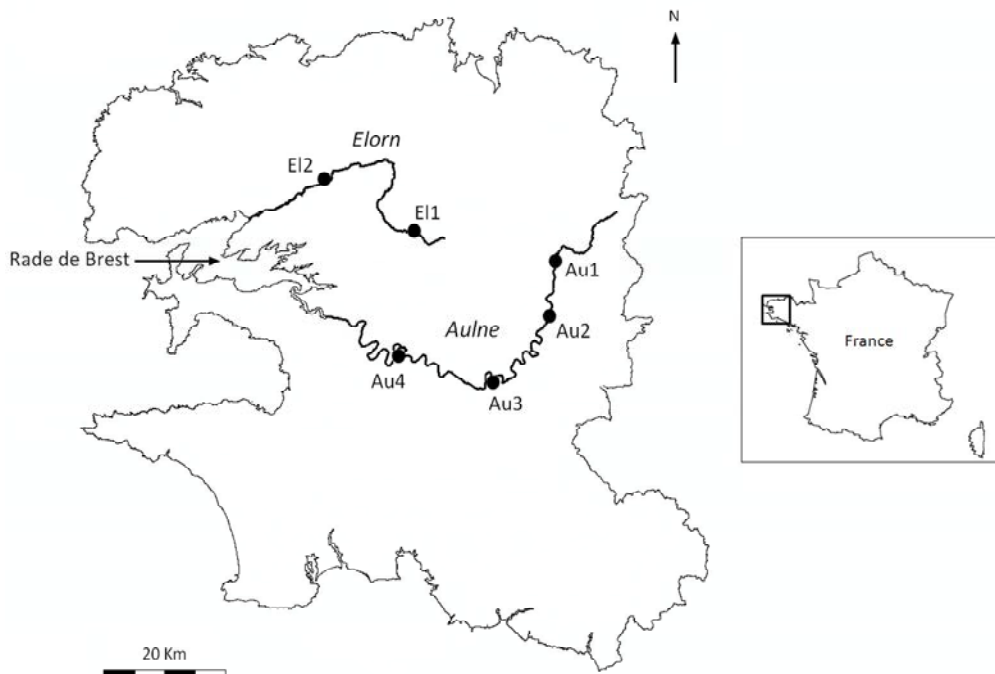 N
Elorn
El2
El1
Rade de Brest
Au1
Au2
Aulne
Au4
Au3
France
20 Km